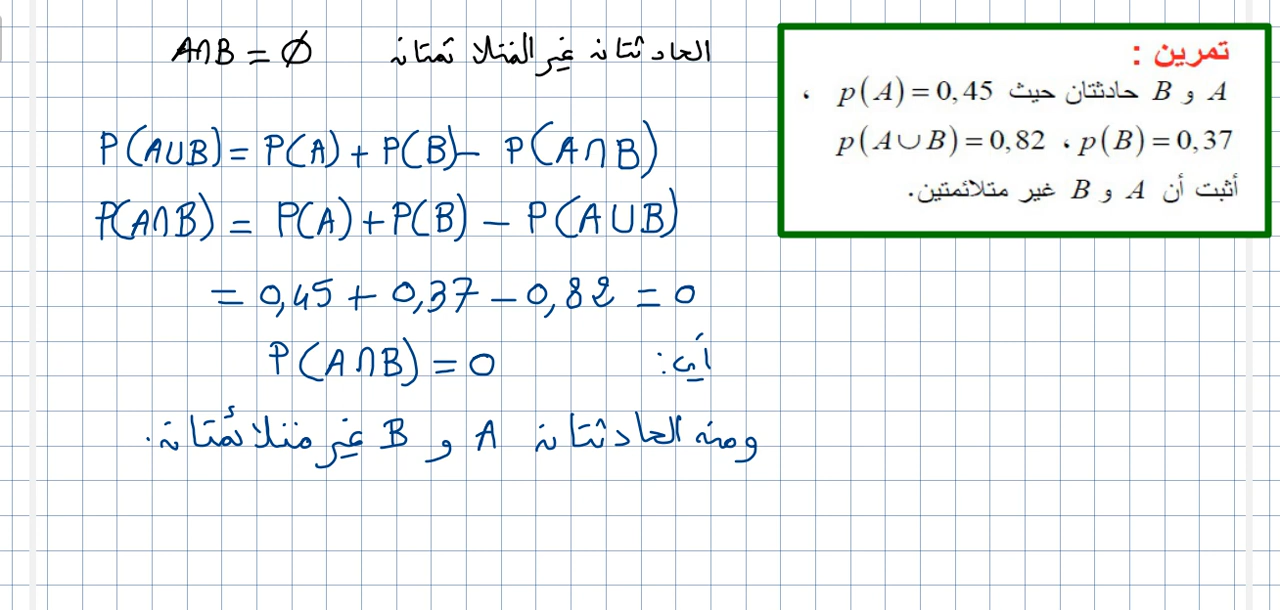 الحادثتان غير المتلائمتان A∩B = ∅
P(A∪B) = P(A) + P(B) - P(A∩B)
P(A∩B) = P(A) + P(B) - P(A∪B)
= 0,45 + 0,37 - 0,82 = 0
أي: P(A∩B) = 0
ومنه الحادثتان A و B غير متلائمتان.
تمرين :
A و B حادثتان حيث p(A) = 0,45 ،
p(B) = 0,37 ، p(A∪B) = 0,82
أثبت أن A و B غير متلائمتين.